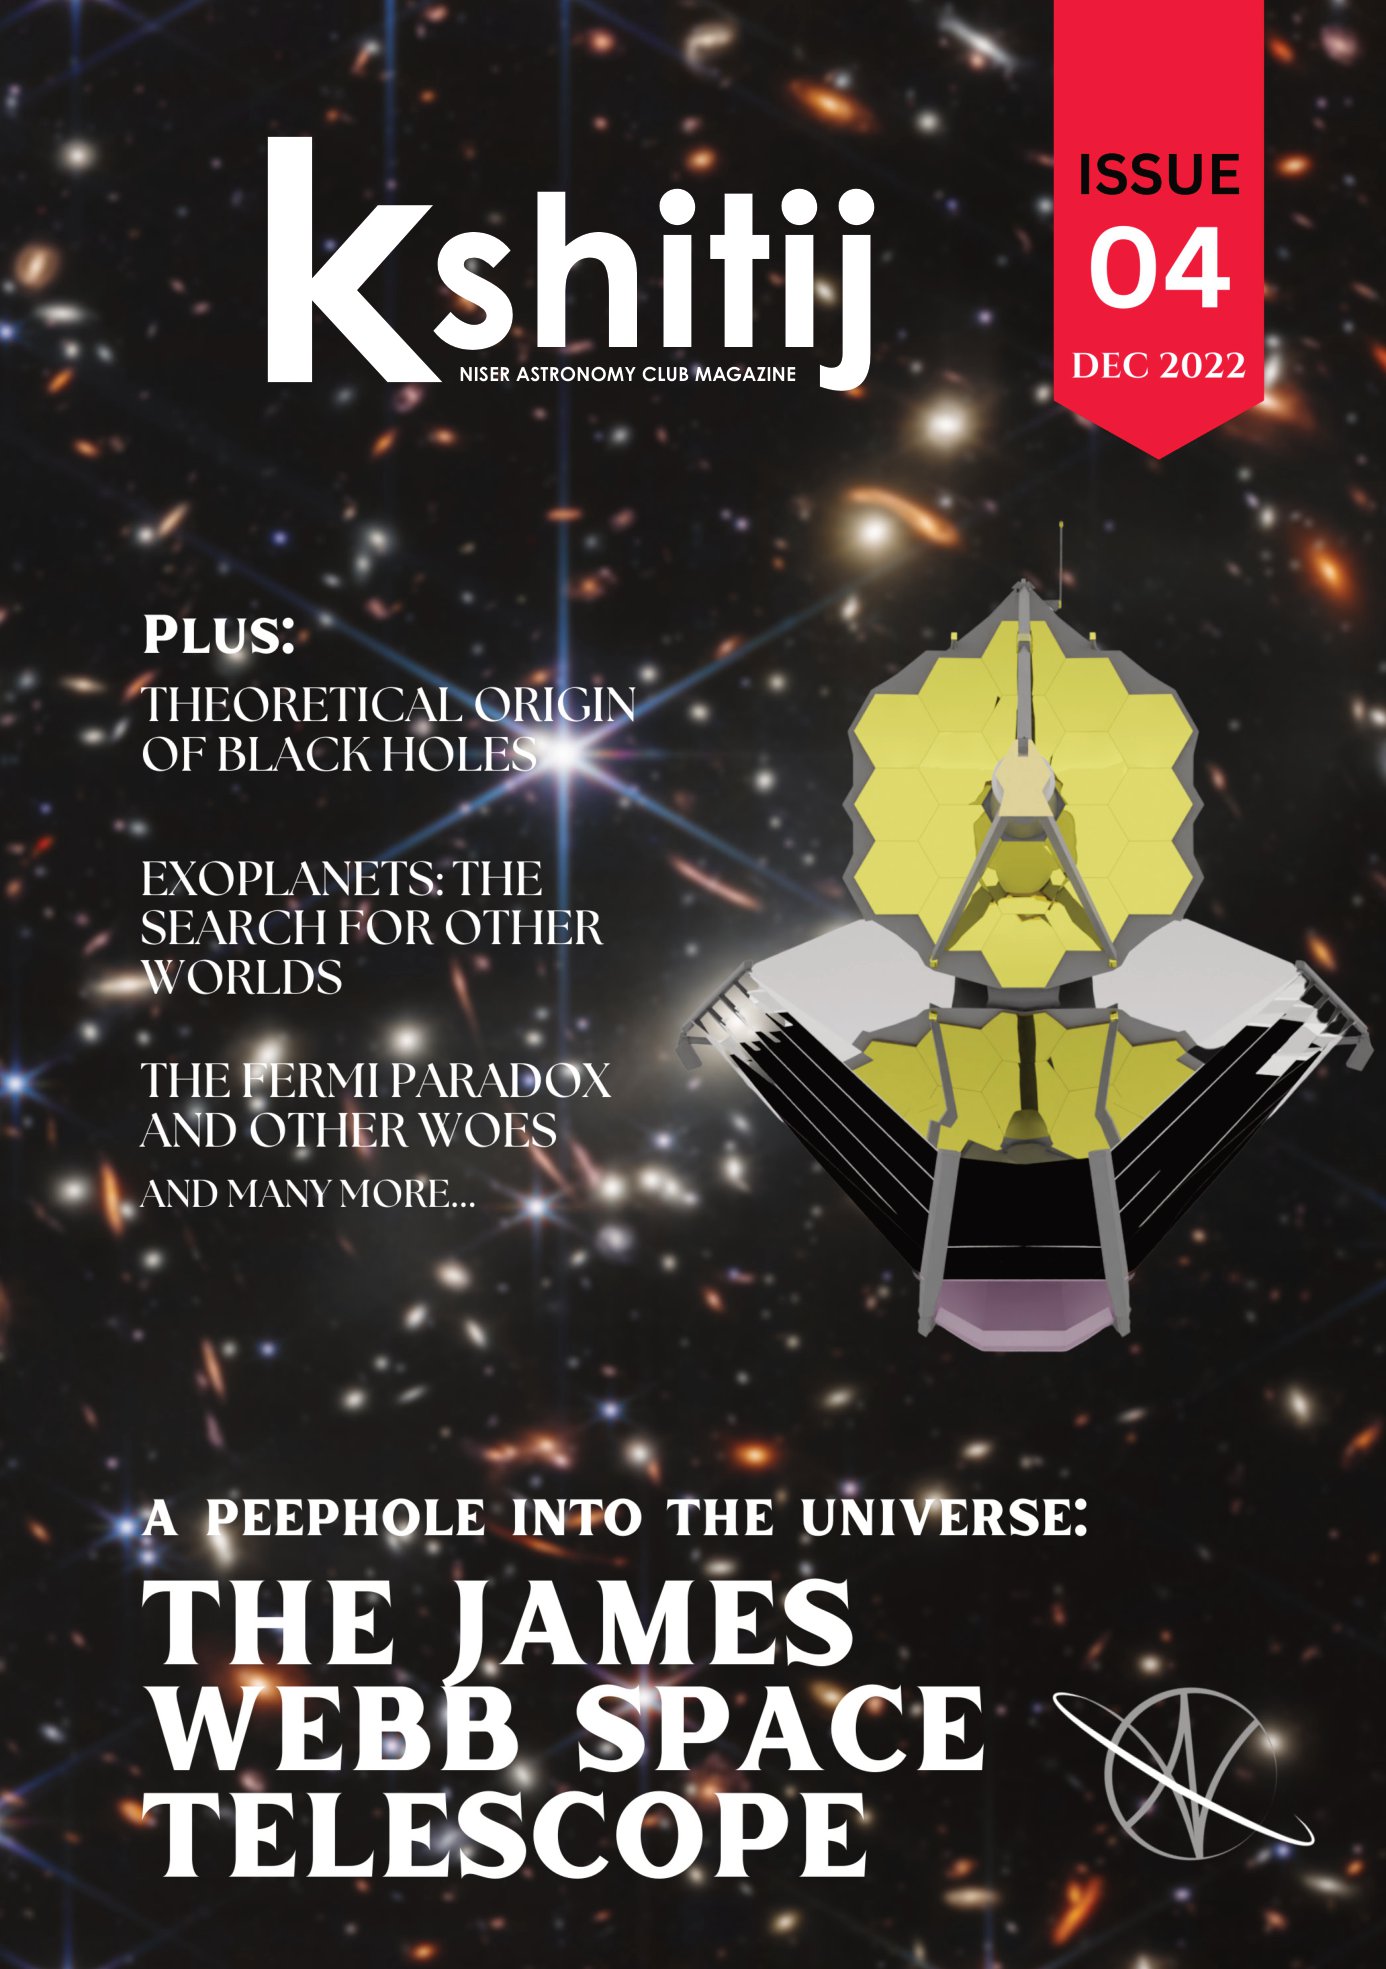 kshitij
NISER ASTRONOMY CLUB MAGAZINE
ISSUE
04
DEC 2022
PLUS:
THEORETICAL ORIGIN
OF BLACK HOLES
EXOPLANETS: THE
SEARCH FOR OTHER
WORLDS
THE FERMI PARADOX
AND OTHER WOES
AND MANY MORE...
A PEEPHOLE INTO THE UNIVERSE:
THE JAMES
WEBB SPACE
TELESCOPE